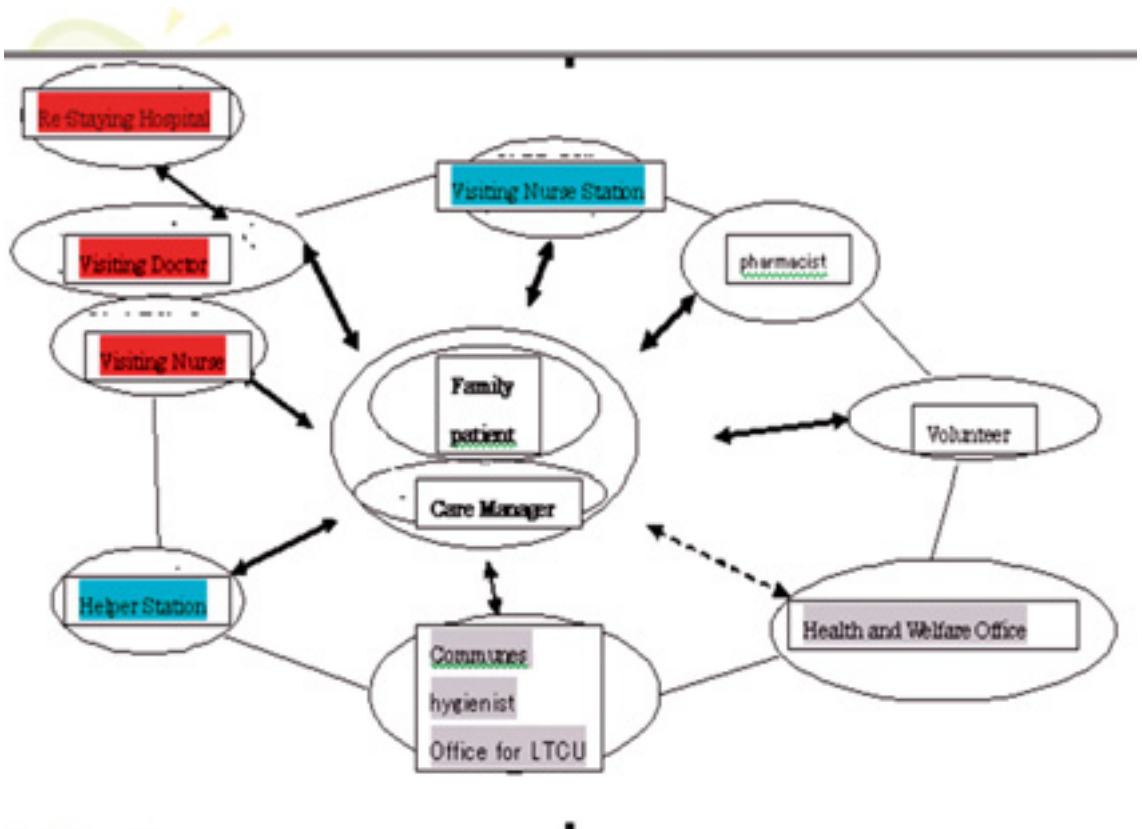 Re-Staying Hospital
Visiting Nurse Station
Visiting Doctor
pharmacist
Visiting Nurse
Family
patient
Volunteer
Care Manager
Helper Station
Health and Welfare Office
Communes
hygienist
Office for LTCU